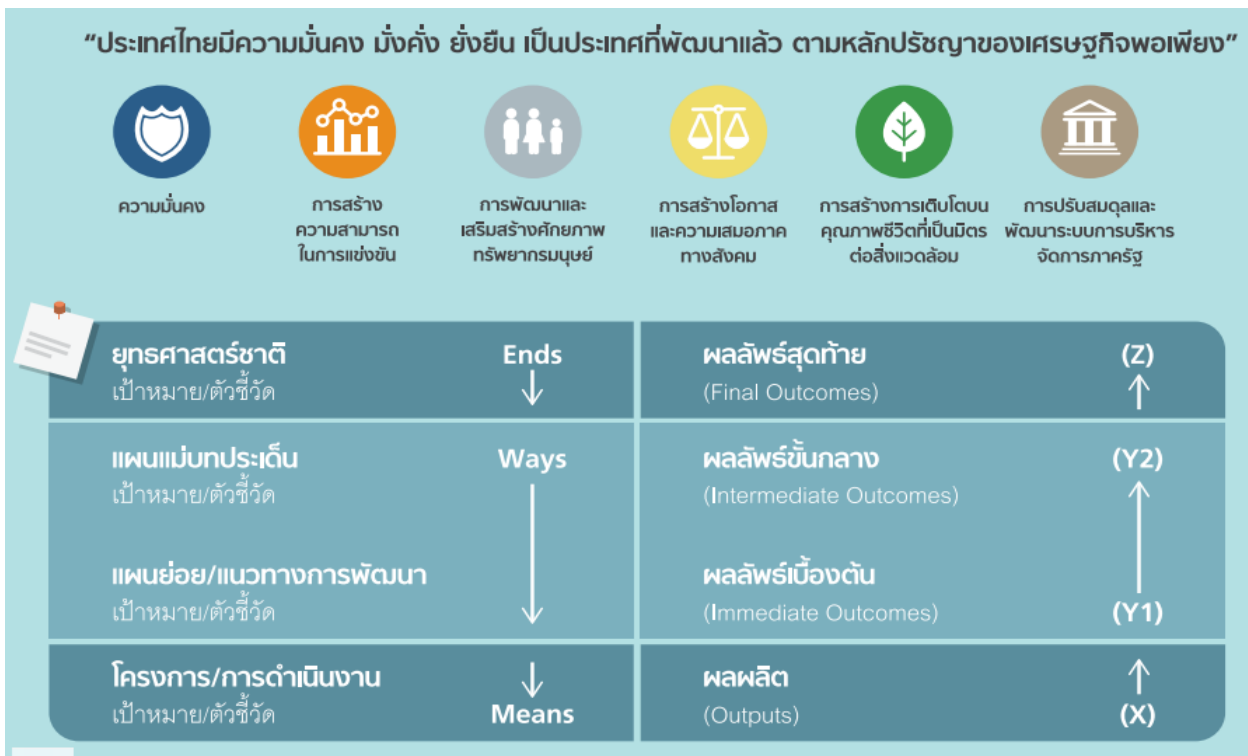 “ประเทศไทยมีความมั่นคง มั่งคั่ง ยั่งยืน เป็นประเทศที่พัฒนาแล้ว ตามหลักปรัชญาของเศรษฐกิจพอเพียง”
ความมั่นคง
การสร้าง
ความสามารถ
ในการแข่งขัน
การพัฒนาและ
เสริมสร้างศักยภาพ
ทรัพยากรมนุษย์
การสร้างโอกาส
และความเสมอภาค
ทางสังคม
การสร้างการเติบโตบน
คุณภาพชีวิตที่เป็นมิตร
ต่อสิ่งแวดล้อม
การปรับสมดุลและ
พัฒนาระบบการบริหาร
จัดการภาครัฐ
ยุทธศาสตร์ชาติ Ends ผลลัพธ์สุดท้าย (Z)
เป้าหมาย/ตัวชี้วัด (Final Outcomes)
แผนแม่บทประเด็น Ways ผลลัพธ์ขั้นกลาง (Y2)
เป้าหมาย/ตัวชี้วัด (Intermediate Outcomes)
แผนย่อย/แนวทางการพัฒนา ผลลัพธ์เบื้องต้น
เป้าหมาย/ตัวชี้วัด (Immediate Outcomes) (Y1)
โครงการ/การดำเนินงาน ผลผลิต
เป้าหมาย/ตัวชี้วัด Means (Outputs) (X)